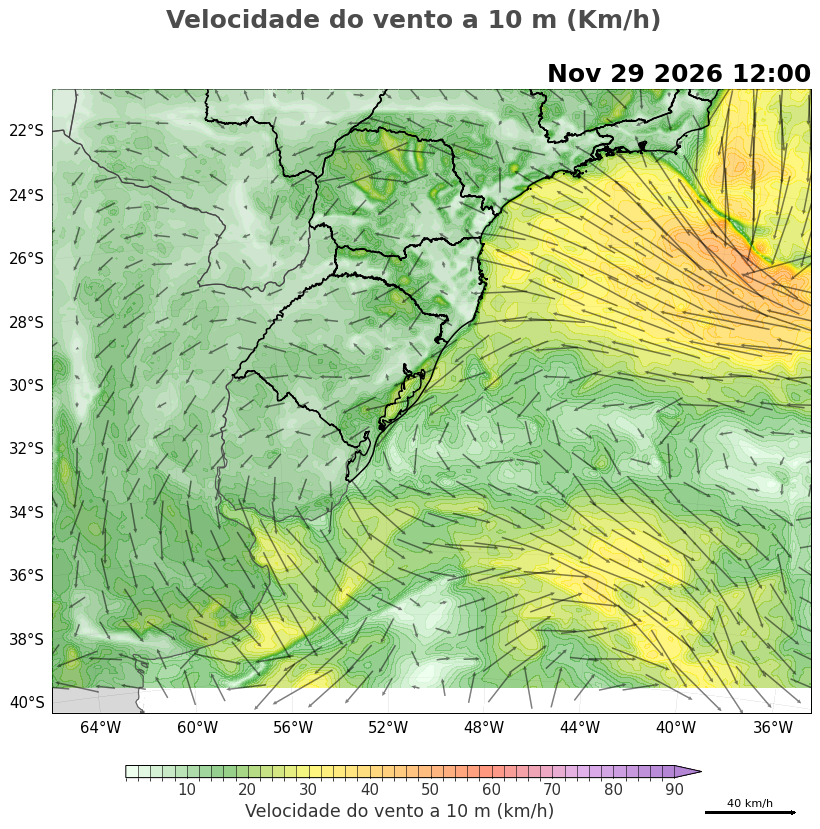 Velocidade do vento a 10 m (Km/h)
Nov 29 2026 12:00
22°S
24°S
26°S
28°S
30°S
32°S
34°S
36°S
38°S
40°S
64°W 60°W 56°W 52°W 48°W 44°W 40°W 36°W
10 20 30 40 50 60 70 80 90
Velocidade do vento a 10 m (km/h)
40 km/h